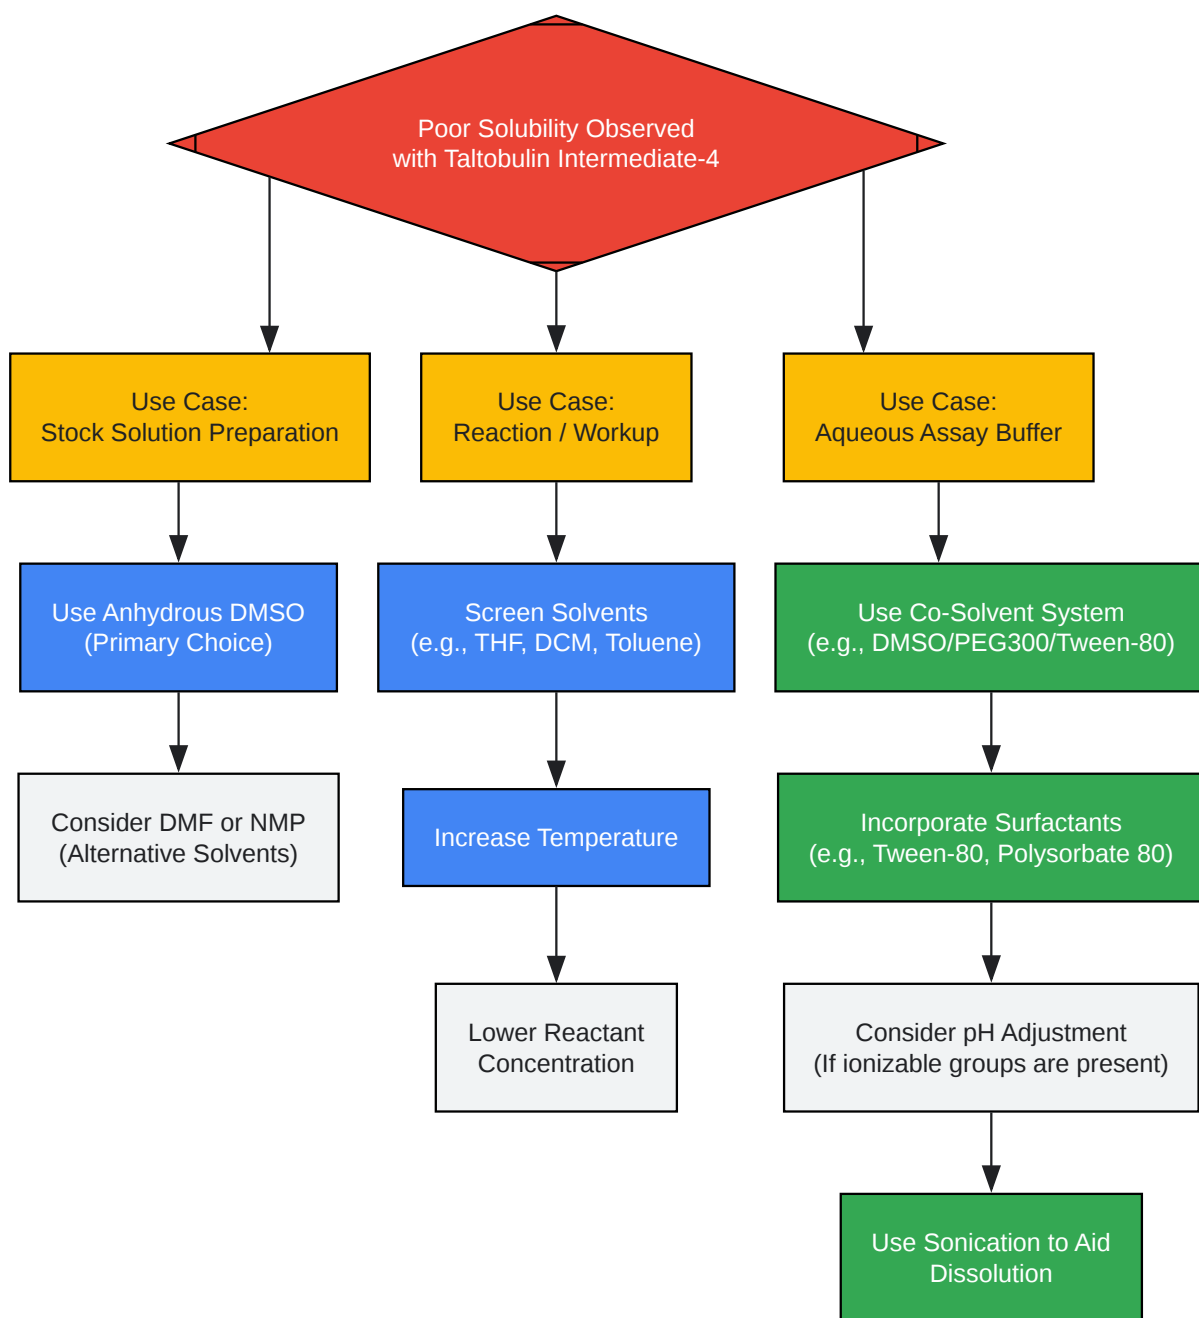 Poor Solubility Observed
with Taltobulin Intermediate-4
Use Case:
Stock Solution Preparation
Use Case:
Reaction / Workup
Use Case:
Aqueous Assay Buffer
Use Anhydrous DMSO
(Primary Choice)
Screen Solvents
(e.g., THF, DCM, Toluene)
Use Co-Solvent System
(e.g., DMSO/PEG300/Tween-80)
Consider DMF or NMP
(Alternative Solvents)
Increase Temperature
Incorporate Surfactants
(e.g., Tween-80, Polysorbate 80)
Lower Reactant
Concentration
Consider pH Adjustment
(If ionizable groups are present)
Use Sonication to Aid
Dissolution